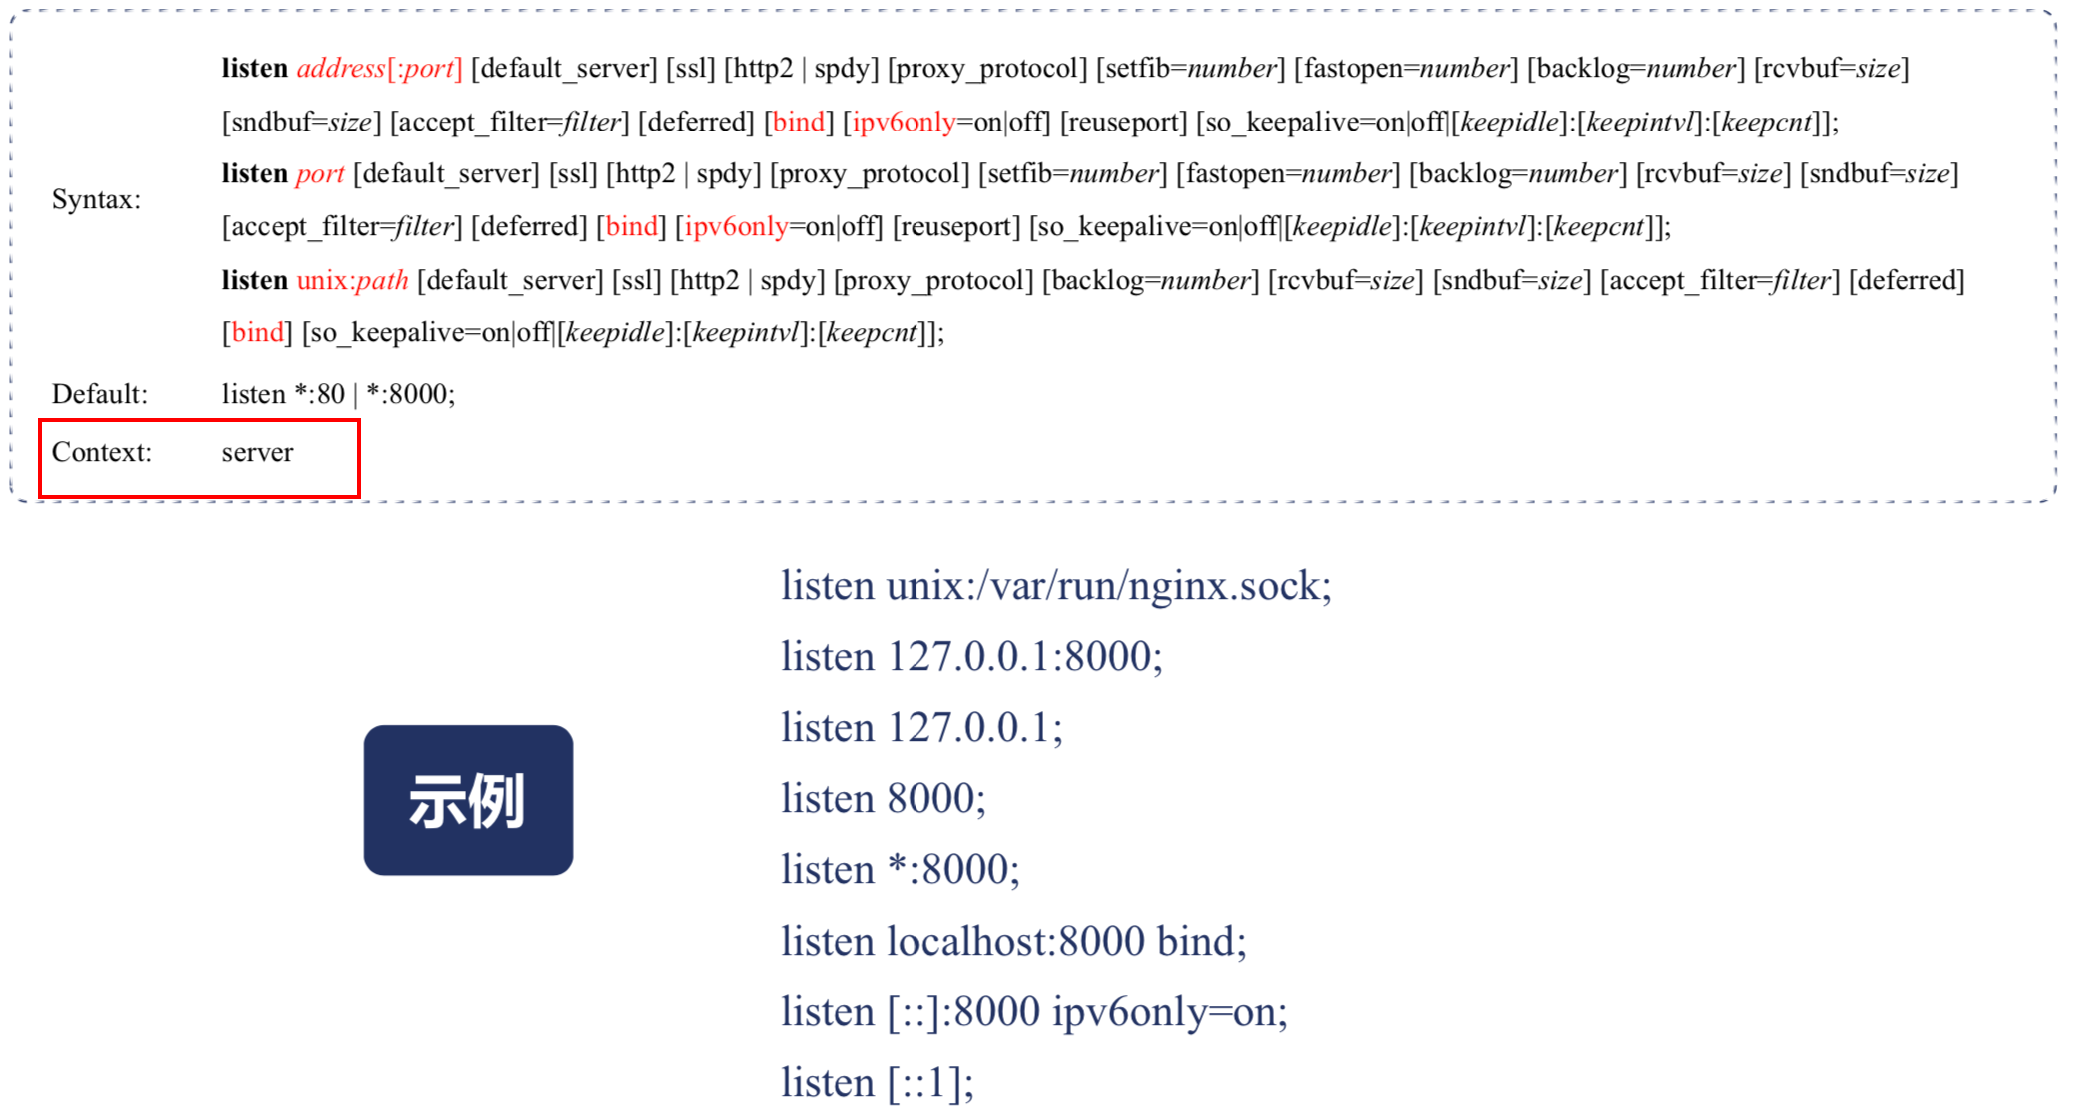 listen address[:port] [default_server] [ssl] [http2 | spdy] [proxy_protocol] [setfib=number] [fastopen=number] [backlog=number] [rcvbuf=size]
[sndbuf=size] [accept_filter=filter] [deferred] [bind] [ipv6only=on|off] [reuseport] [so_keepalive=on|off|[keepidle]:[keepintvl]:[keepcnt]];
listen port [default_server] [ssl] [http2 | spdy] [proxy_protocol] [setfib=number] [fastopen=number] [backlog=number] [rcvbuf=size] [sndbuf=size]
Syntax:
[accept_filter=filter] [deferred] [bind] [ipv6only=on|off] [reuseport] [so_keepalive=on|off|[keepidle]:[keepintvl]:[keepcnt]];
listen unix:path [default_server] [ssl] [http2 | spdy] [proxy_protocol] [backlog=number] [rcvbuf=size] [sndbuf=size] [accept_filter=filter] [deferred]
[bind] [so_keepalive=on|off|[keepidle]:[keepintvl]:[keepcnt]];
Default: listen *:80 | *:8000;
Context: server
示例
listen unix:/var/run/nginx.sock;
listen 127.0.0.1:8000;
listen 127.0.0.1;
listen 8000;
listen *:8000;
listen localhost:8000 bind;
listen [::]:8000 ipv6only=on;
listen [::1];